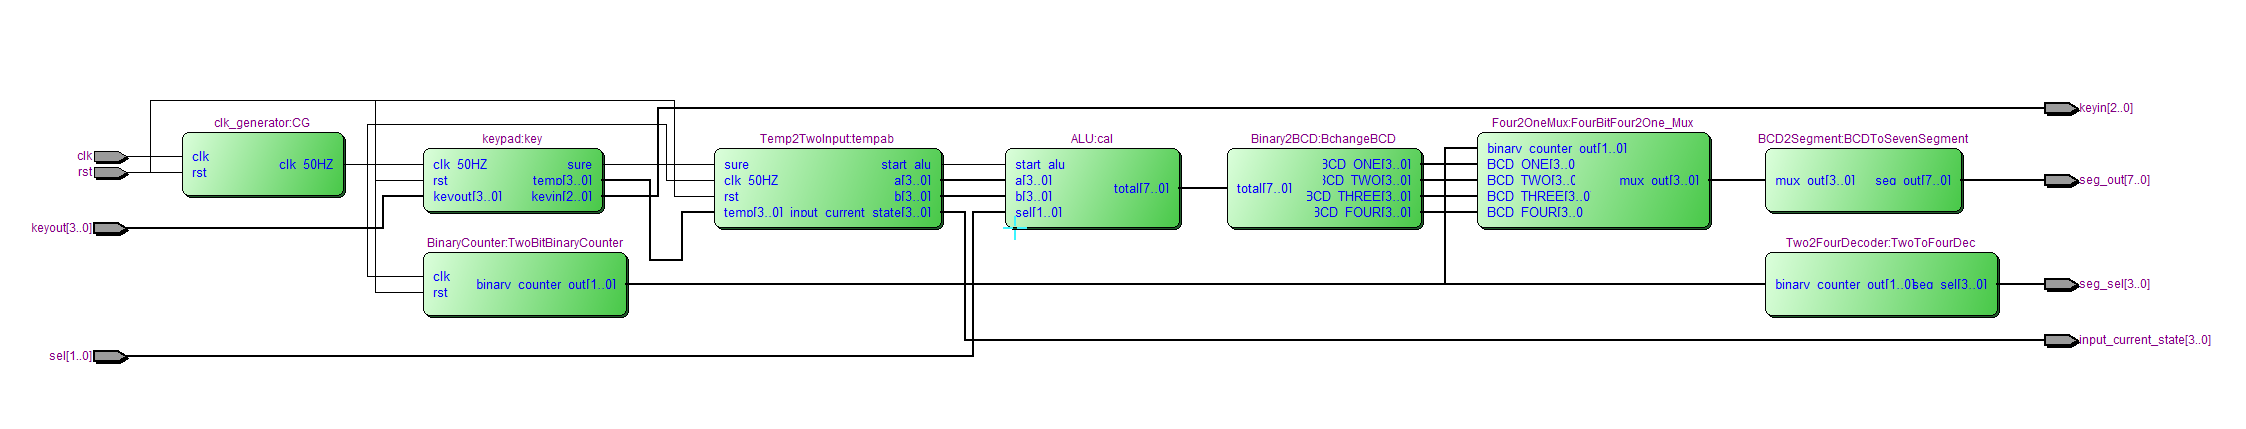 clk
rst
keyout[3..0]
sel[1..0]
clk_generator:CG
clk clk_50HZ
rst
keypad:key
clk_50HZ sure
rst temp[3..0]
keyout[3..0] keyin[2..0]
BinaryCounter:TwoBitBinaryCounter
clk
rst
binary_counter_out[1..0]
Temp2TwoInput:tempab
sure start_alu
clk_50HZ a[3..0]
rst b[3..0]
temp[3..0] input_current_state[3..0]
ALU:cal
start_alu
a[3..0]
b[3..0]
sel[1..0]
total[7..0]
Binary2BCD:BchangeBCD
total[7..0]
BCD_ONE[3..0]
BCD_TWO[3..0]
BCD_THREE[3..0]
BCD_FOUR[3..0]
Four2OneMux:FourBitFour2One_Mux
binary_counter_out[1..0]
BCD_ONE[3..0
BCD_TWO[3..0
BCD_THREE[3..0
BCD_FOUR[3..0
mux_out[3..0]
BCD2Segment:BCDToSevenSegment
mux_out[3..0] seg_out[7..0]
Two2FourDecoder:TwoToFourDec
binary_counter_out[1..0] seg_sel[3..0]
keyin[2..0]
seg_out[7..0]
seg_sel[3..0]
input_current_state[3..0]